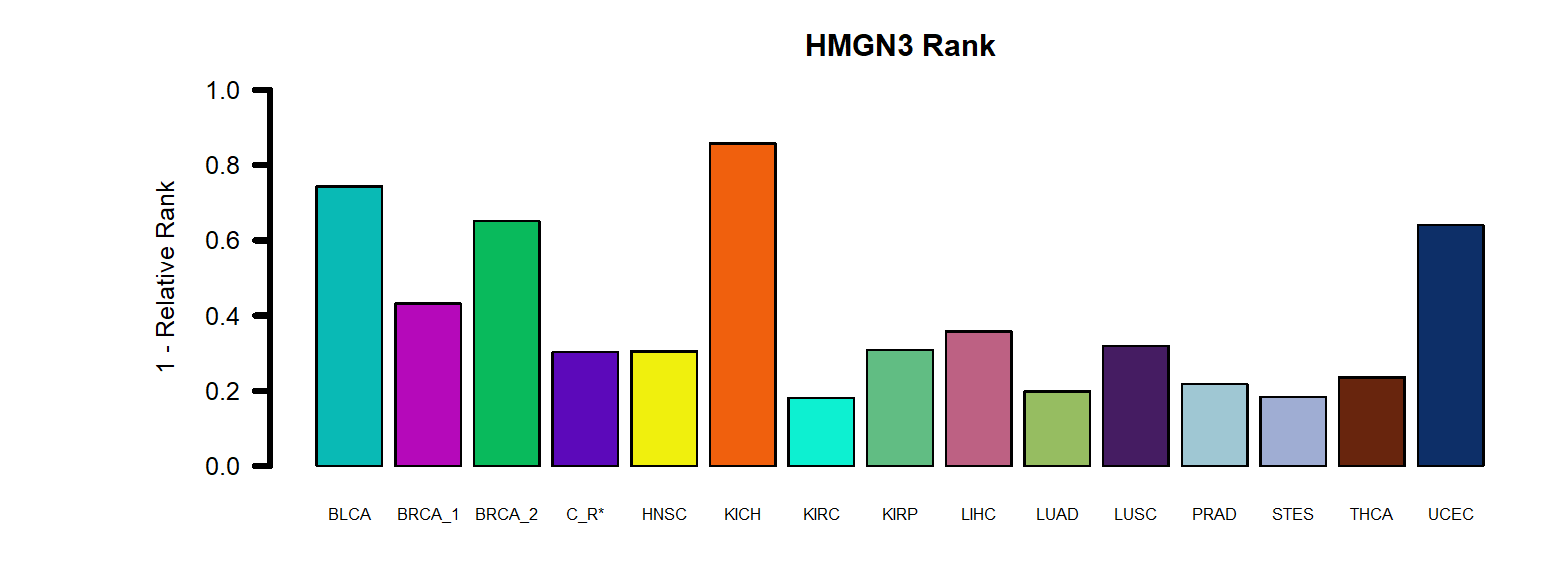 HMGN3 Rank
1 - Relative Rank
1.0
0.8
0.6
0.4
0.2
0.0
BLCA BRCA_1 BRCA_2 C_R* HNSC KICH KIRC KIRP LIHC LUAD LUSC PRAD STES THCA UCEC